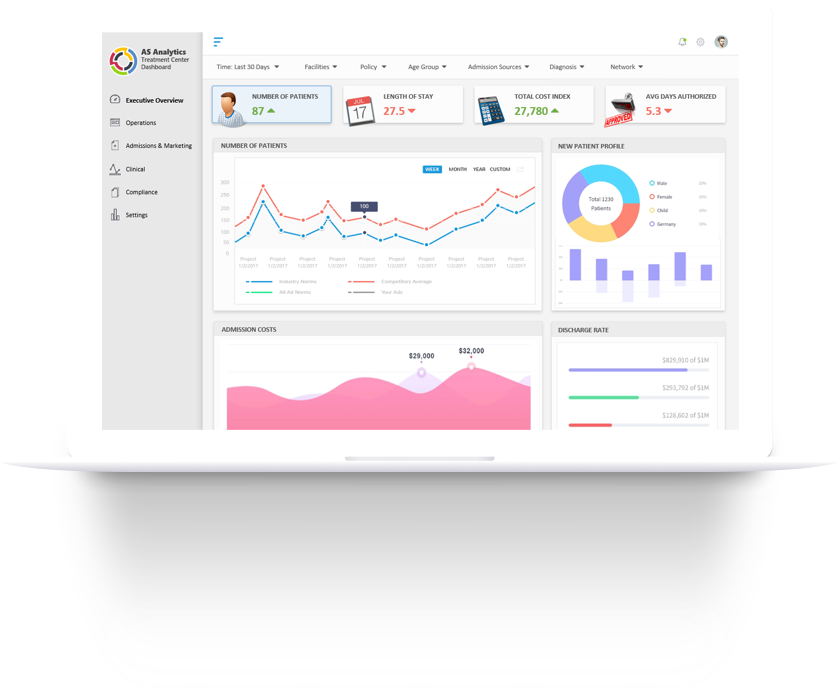 AS Analytics
Treatment Center
Dashboard
Executive Overview
Operations
Admissions & Marketing
Clinical
Compliance
Settings
Time: Last 30 Days
Facilities
Policy
Age Group
Admission Sources
Diagnosis
Network
NUMBER OF PATIENTS
87
JUL
17
LENGTH OF STAY
27.5
TOTAL COST INDEX
27,780
APPROVED
AVG DAYS AUTHORIZED
5.3
NUMBER OF PATIENTS
WEEK MONTH YEAR CUSTOM
300
250
200
150
100
50
0
100
Project Project Project Project Project Project Project Project Project Project
1/2/2017 1/2/2017 1/2/2017 1/2/2017 1/2/2017 1/2/2017 1/2/2017 1/2/2017 1/2/2017 1/2/2017
Industry Norms
Competitors Average
All Ad Norms
Your Ads
NEW PATIENT PROFILE
Total 1230
Patients
Male
Female
Child
Germany
ADMISSION COSTS
$29,000
$32,000
DISCHARGE RATE
$829,910 of $1M
$293,792 of $1M
$128,602 of $1M